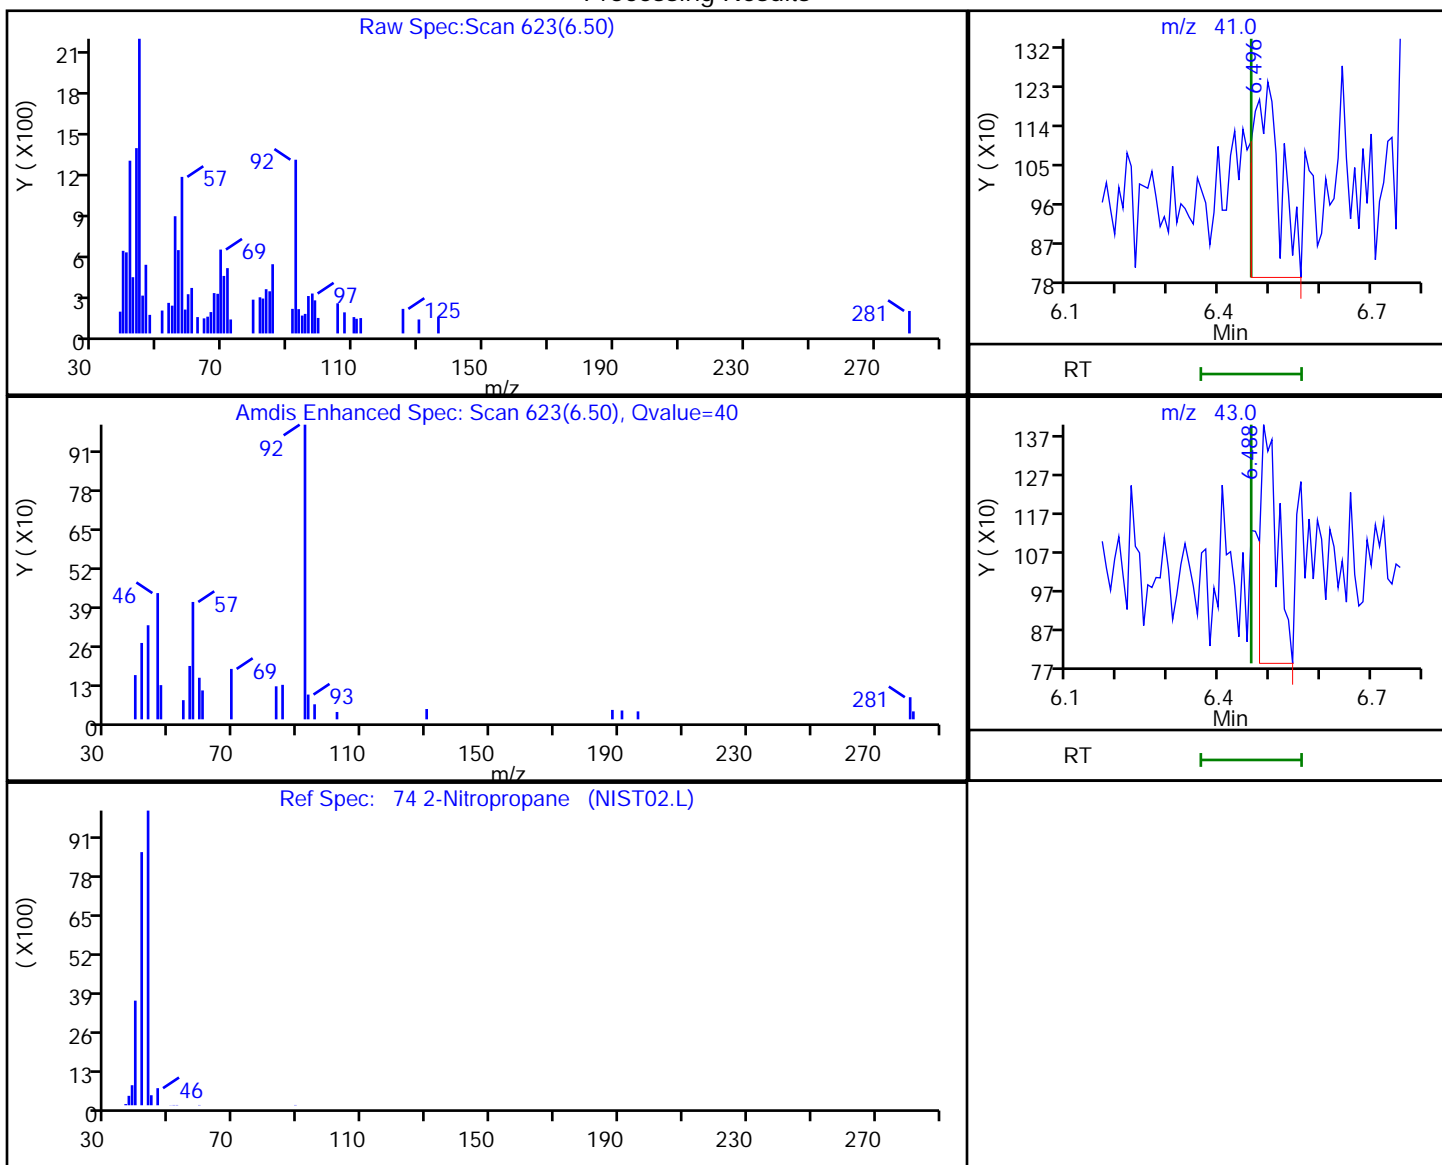 Processing Results
Raw Spec:Scan 623(6.50)
Y ( X100)
21
18
15
12
9
6
3
0
57
92
69
97
125
281
30 70 110 150 190 230 270
m/z
m/z 41.0
Y ( X10)
132
123
114
105
96
87
78
6.496
6.1 6.4 6.7
Min
RT
Amdis Enhanced Spec: Scan 623(6.50), Qvalue=40
Y ( X10)
91
78
65
52
39
26
13
0
46
57
92
69
93
281
30 70 110 150 190 230 270
m/z
m/z 43.0
Y ( X10)
137
127
117
107
97
87
77
6.488
6.1 6.4 6.7
Min
RT
Ref Spec: 74 2-Nitropropane (NIST02.L)
( X100)
91
78
65
52
39
26
13
0
46
30 70 110 150 190 230 270